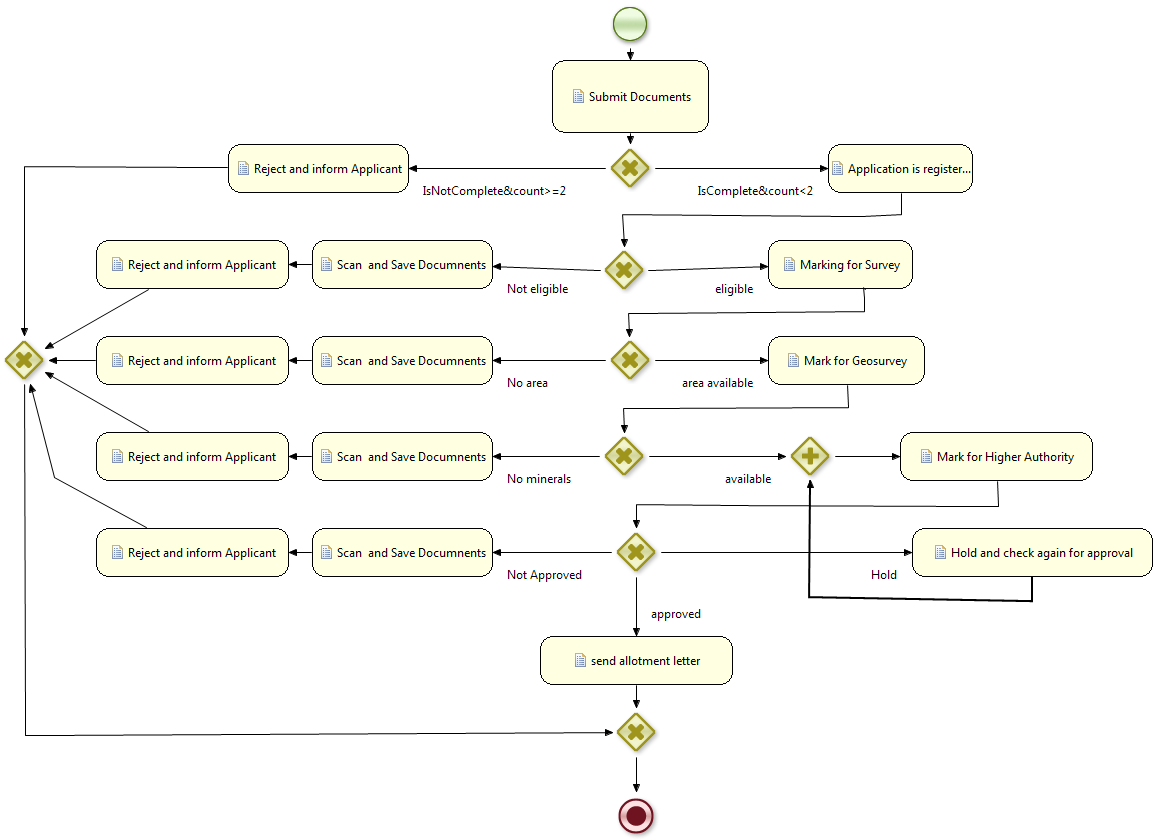 Submit Documents
Reject and inform Applicant
Application is register...
IsNotComplete&count>=2
IsComplete&count<2
Reject and inform Applicant
Scan and Save Documnents
Marking for Survey
Not eligible
eligible
Reject and inform Applicant
Scan and Save Documnents
Mark for Geosurvey
No area
area available
Reject and inform Applicant
Scan and Save Documnents
Mark for Higher Authority
No minerals
available
Reject and inform Applicant
Scan and Save Documnents
Hold and check again for approval
Not Approved
Hold
approved
send allotment letter